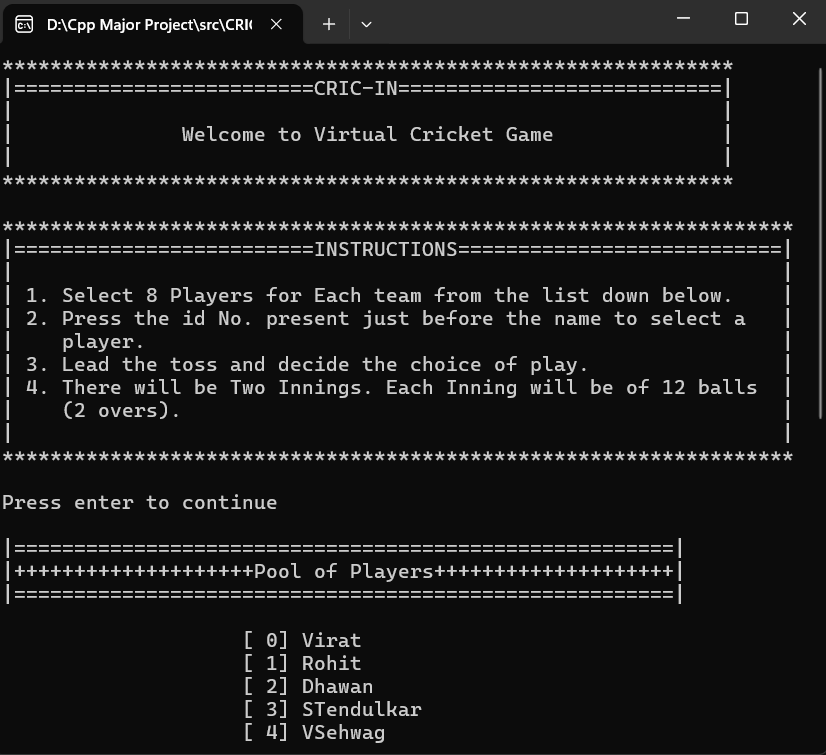 D:\Cpp Major Project\src\CRI
*************************************************************
|=========================CRIC-IN===========================|
|                                                           |
|              Welcome to Virtual Cricket Game              |
|                                                           |
*************************************************************
******************************************************************
|=========================INSTRUCTIONS===========================|
|                                                                |
| 1. Select 8 Players for Each team from the list down below.    |
| 2. Press the id No. present just before the name to select a   |
|    player.                                                     |
| 3. Lead the toss and decide the choice of play.                |
| 4. There will be Two Innings. Each Inning will be of 12 balls  |
|    (2 overs).                                                  |
|                                                                |
******************************************************************
Press enter to continue
|=======================================================|
|++++++++++++++++++++Pool of Players++++++++++++++++++++|
|=======================================================|
[ 0] Virat
[ 1] Rohit
[ 2] Dhawan
[ 3] STendulkar
[ 4] VSehwag